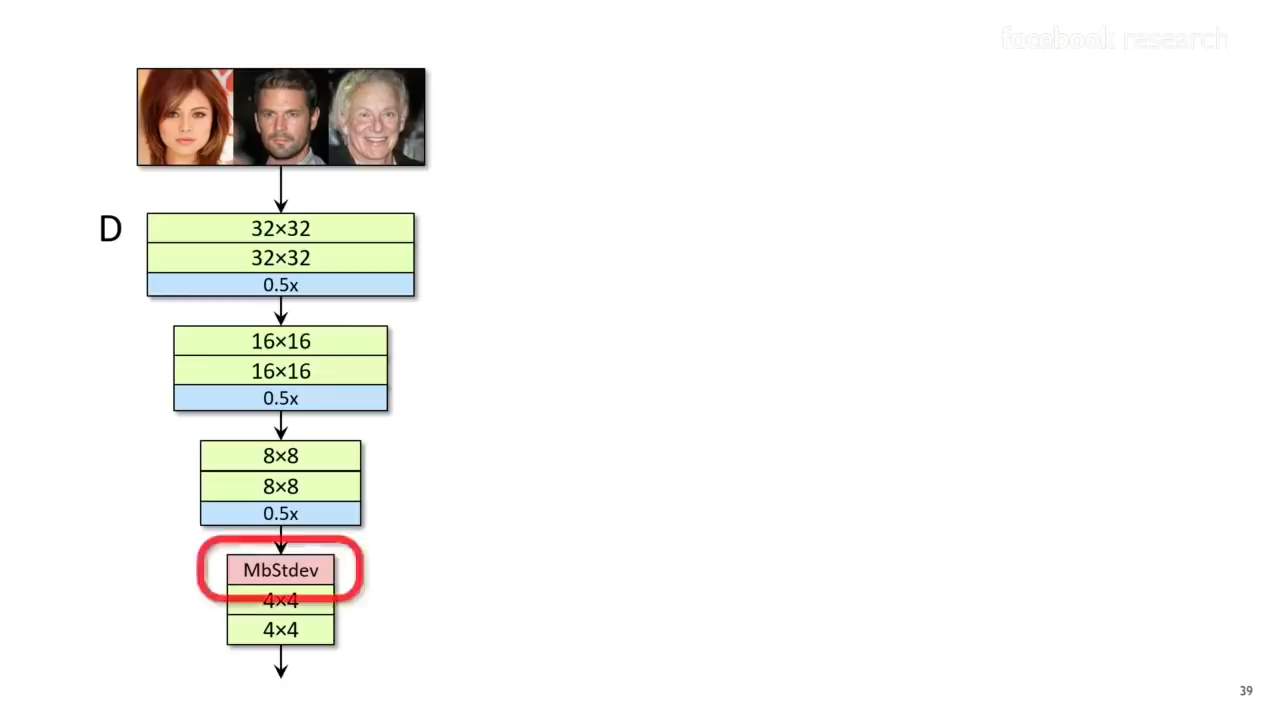 facebook research
D
32×32
32×32
0.5x
16×16
16×16
0.5x
8×8
8×8
0.5x
MbStdev
4×4
4×4
39